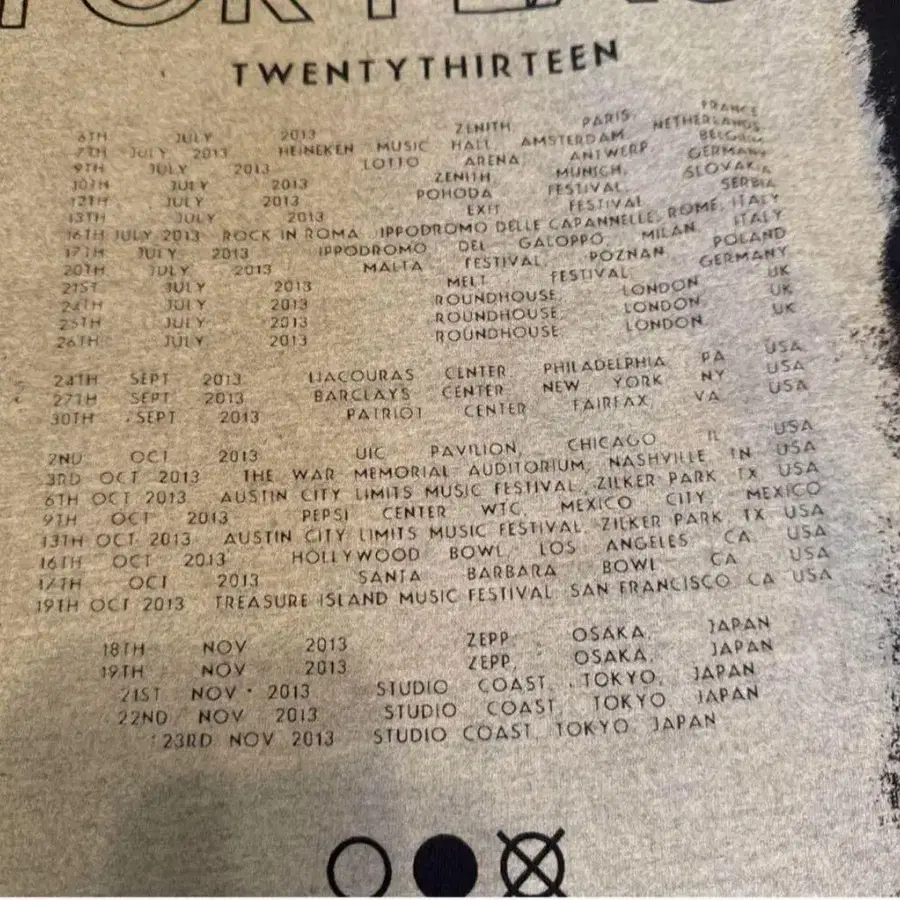 FOR PEAC
TWENTYTHIRTEEN
6TH JULY 2013 ZENITH, PARIS, FRANCE
7TH JULY 2013 HEINEKEN MUSIC HALL, AMSTERDAM, NETHERLANDS
9TH JULY 2013 LOTTO ARENA, ANTWERP, BELGIUM
10TH JULY 2013 ZENITH, MUNICH, GERMANY
12TH JULY 2013 POHODA FESTIVAL, SLOVAKIA
13TH JULY 2013 EXIT FESTIVAL, SERBIA
16TH JULY 2013 ROCK IN ROMA, IPPODROMO DELLE CAPANNELLE, ROME, ITALY
17TH JULY 2013 IPPODROMO DEL GALOPPO, MILAN, ITALY
20TH JULY 2013 MALTA FESTIVAL, POZNAN, POLAND
21ST JULY 2013 MELT FESTIVAL, GERMANY
24TH JULY 2013 ROUNDHOUSE, LONDON, UK
25TH JULY 2013 ROUNDHOUSE, LONDON, UK
26TH JULY 2013 ROUNDHOUSE, LONDON, UK
24TH SEPT 2013 LIACOURAS CENTER, PHILADELPHIA, PA, USA
27TH SEPT 2013 BARCLAYS CENTER, NEW YORK, NY, USA
30TH SEPT 2013 PATRIOT CENTER, FAIRFAX, VA, USA
2ND OCT 2013 UIC PAVILION, CHICAGO, IL, USA
3RD OCT 2013 THE WAR MEMORIAL AUDITORIUM, NASHVILLE, TN, USA
6TH OCT 2013 AUSTIN CITY LIMITS MUSIC FESTIVAL, ZILKER PARK, TX, USA
9TH OCT 2013 PEPSI CENTER WTC, MEXICO CITY, MEXICO
13TH OCT 2013 AUSTIN CITY LIMITS MUSIC FESTIVAL, ZILKER PARK, TX, USA
16TH OCT 2013 HOLLYWOOD BOWL, LOS ANGELES, CA, USA
17TH OCT 2013 SANTA BARBARA BOWL, CA, USA
19TH OCT 2013 TREASURE ISLAND MUSIC FESTIVAL, SAN FRANCISCO, CA, USA
18TH NOV 2013 ZEPP, OSAKA, JAPAN
19TH NOV 2013 ZEPP, OSAKA, JAPAN
21ST NOV 2013 STUDIO COAST, TOKYO, JAPAN
22ND NOV 2013 STUDIO COAST, TOKYO, JAPAN
23RD NOV 2013 STUDIO COAST, TOKYO, JAPAN